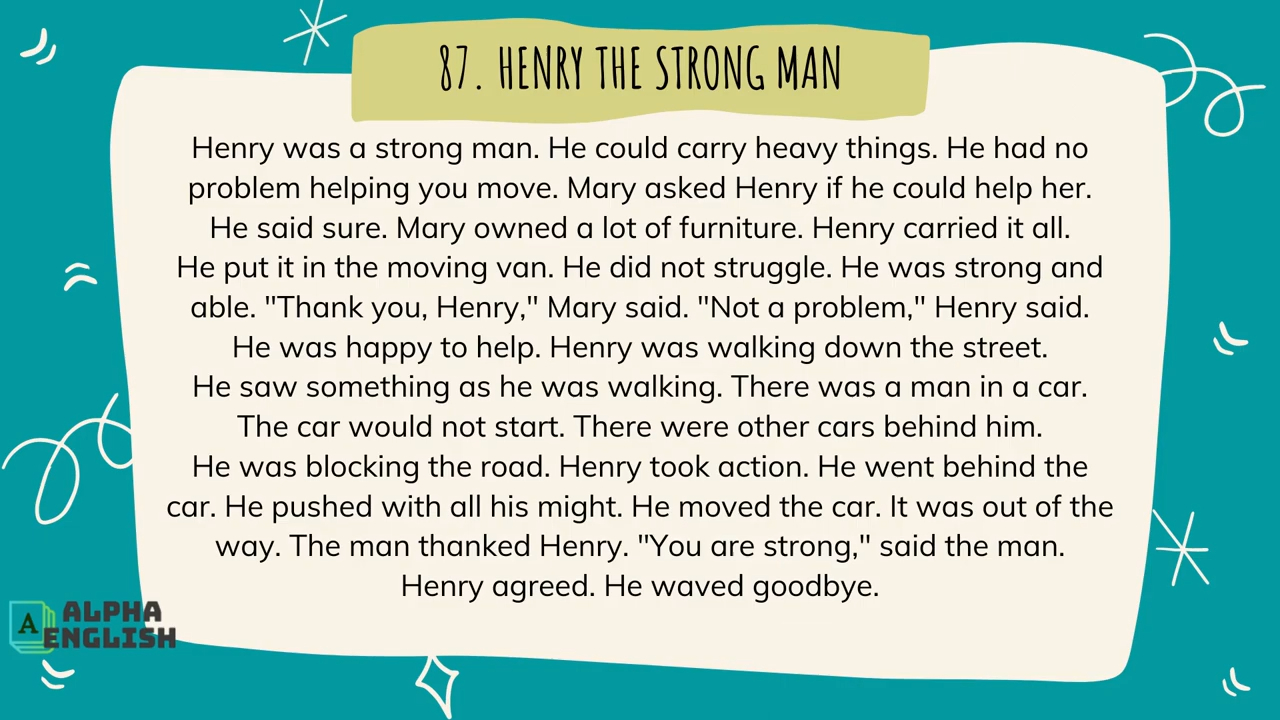 87. HENRY THE STRONG MAN
Henry was a strong man. He could carry heavy things. He had no
problem helping you move. Mary asked Henry if he could help her.
He said sure. Mary owned a lot of furniture. Henry carried it all.
He put it in the moving van. He did not struggle. He was strong and
able. "Thank you, Henry," Mary said. "Not a problem," Henry said.
He was happy to help. Henry was walking down the street.
He saw something as he was walking. There was a man in a car.
The car would not start. There were other cars behind him.
He was blocking the road. Henry took action. He went behind the
car. He pushed with all his might. He moved the car. It was out of the
way. The man thanked Henry. "You are strong," said the man.
Henry agreed. He waved goodbye.
A
ALPHA
ENGLISH